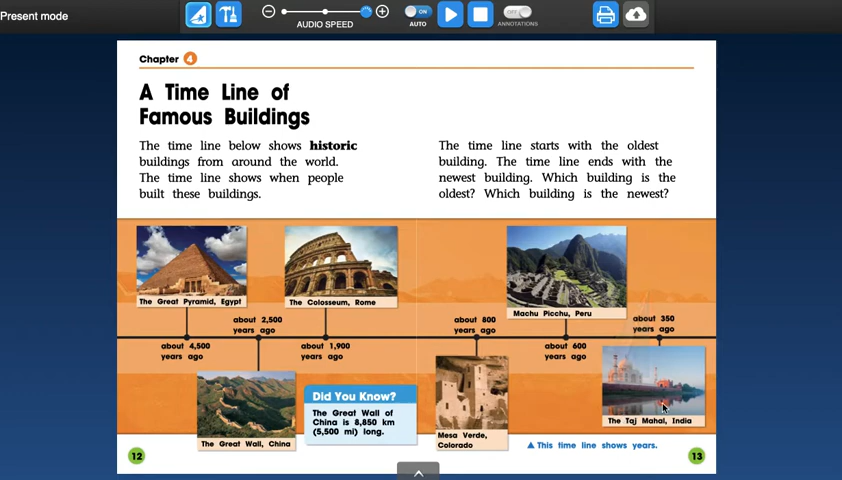 Present mode
AUDIO SPEED
AUTO
ON
OFF
ANNOTATIONS
Chapter 4
A Time Line of
Famous Buildings
The time line below shows historic
buildings from around the world.
The time line shows when people
built these buildings.
The time line starts with the oldest
building. The time line ends with the
newest building. Which building is the
oldest? Which building is the newest?
The Great Pyramid, Egypt
about 4,500
years ago
about 2,500
years ago
The Great Wall, China
The Colosseum, Rome
about 1,900
years ago
Did You Know?
The Great Wall of
China is 8,850 km
(5,500 mi) long.
about 800
years ago
Mesa Verde,
Colorado
Machu Picchu, Peru
about 600
years ago
about 350
years ago
The Taj Mahal, India
▲ This time line shows years.
12
13